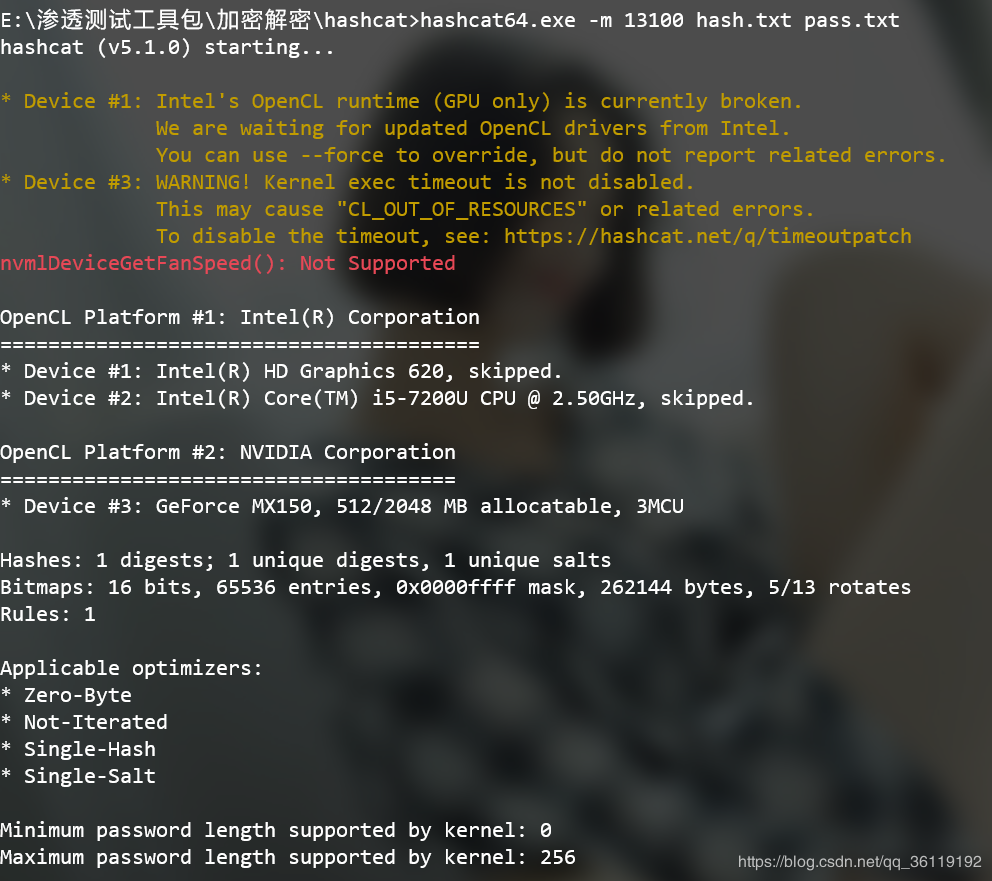 E:\渗透测试工具包\加密解密\hashcat>hashcat64.exe -m 13100 hash.txt pass.txt
hashcat (v5.1.0) starting...
* Device #1: Intel's OpenCL runtime (GPU only) is currently broken.
We are waiting for updated OpenCL drivers from Intel.
You can use --force to override, but do not report related errors.
* Device #3: WARNING! Kernel exec timeout is not disabled.
This may cause "CL_OUT_OF_RESOURCES" or related errors.
To disable the timeout, see: https://hashcat.net/q/timeoutpatch
nvmlDeviceGetFanSpeed(): Not Supported
OpenCL Platform #1: Intel(R) Corporation
========================================
* Device #1: Intel(R) HD Graphics 620, skipped.
* Device #2: Intel(R) Core(TM) i5-7200U CPU @ 2.50GHz, skipped.
OpenCL Platform #2: NVIDIA Corporation
======================================
* Device #3: GeForce MX150, 512/2048 MB allocatable, 3MCU
Hashes: 1 digests; 1 unique digests, 1 unique salts
Bitmaps: 16 bits, 65536 entries, 0x0000ffff mask, 262144 bytes, 5/13 rotates
Rules: 1
Applicable optimizers:
* Zero-Byte
* Not-Iterated
* Single-Hash
* Single-Salt
Minimum password length supported by kernel: 0
Maximum password length supported by kernel: 256
https://blog.csdn.net/qq_36119192